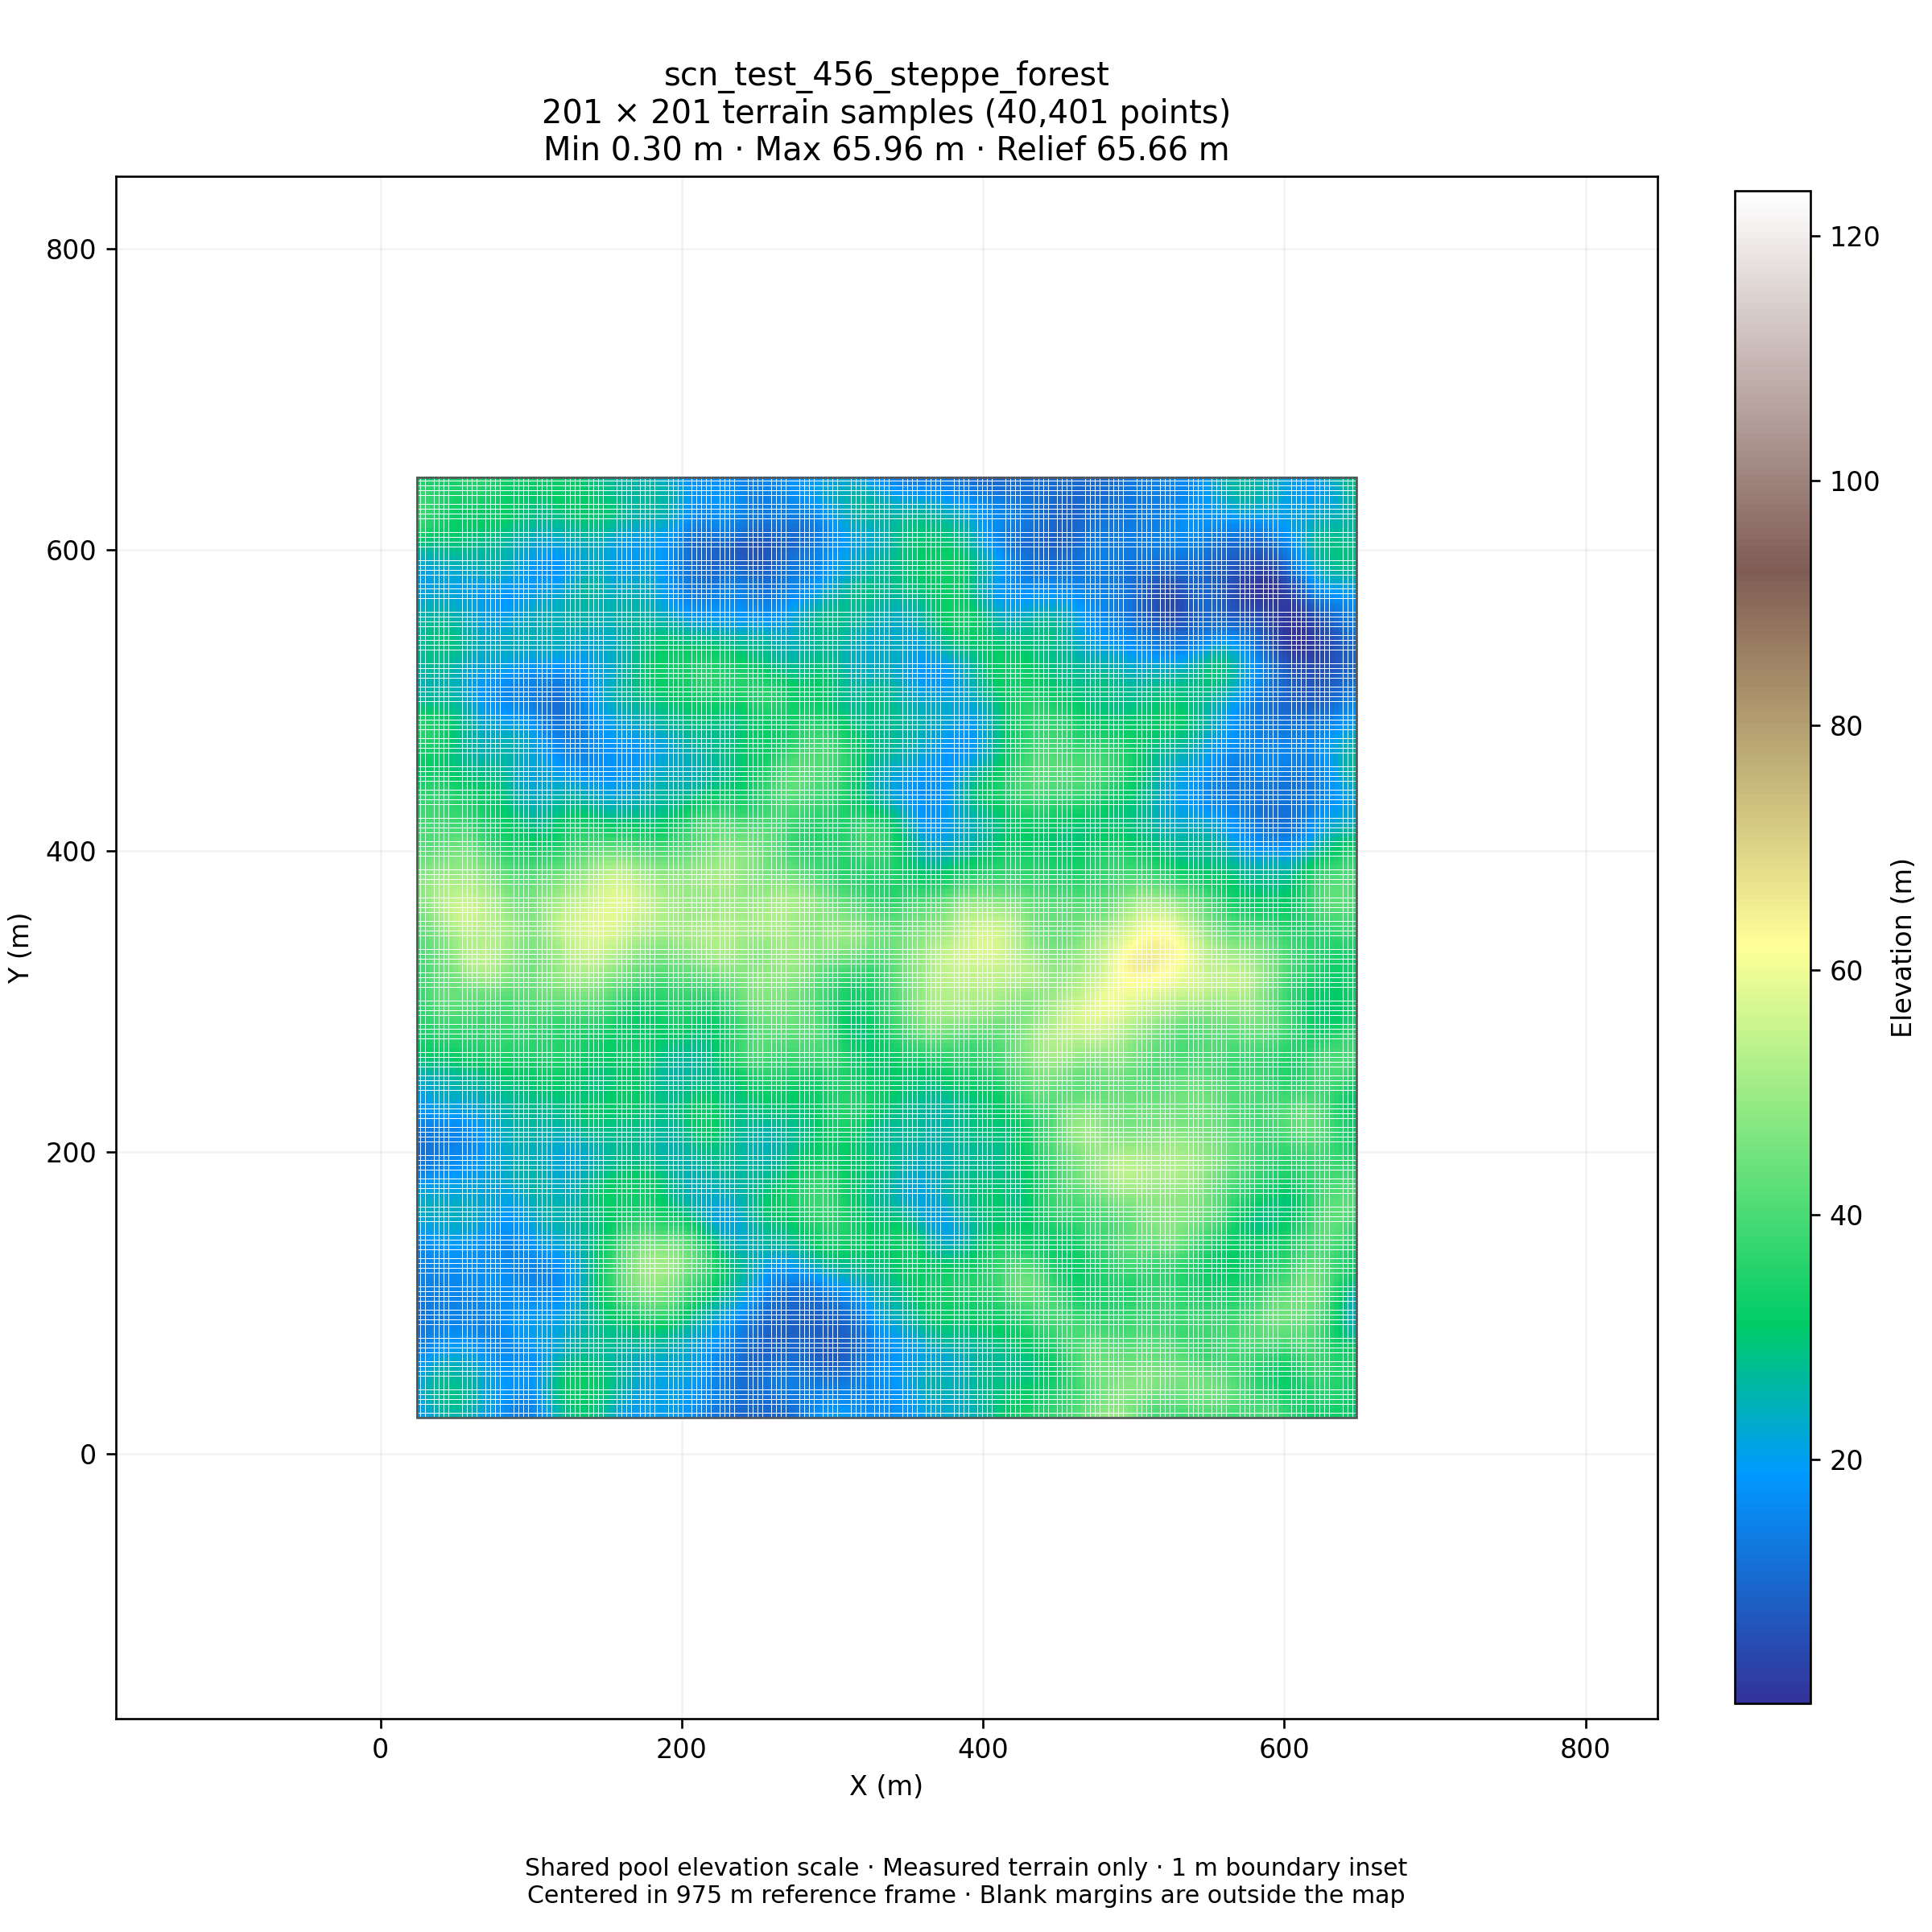 scn_test_456_steppe_forest
201 × 201 terrain samples (40,401 points)
Min 0.30 m · Max 65.96 m · Relief 65.66 m
800
600
400
200
0
Y (m)
0
200
400
600
800
X (m)
120
100
80
60
40
20
Elevation (m)
Shared pool elevation scale · Measured terrain only · 1 m boundary inset
Centered in 975 m reference frame · Blank margins are outside the map